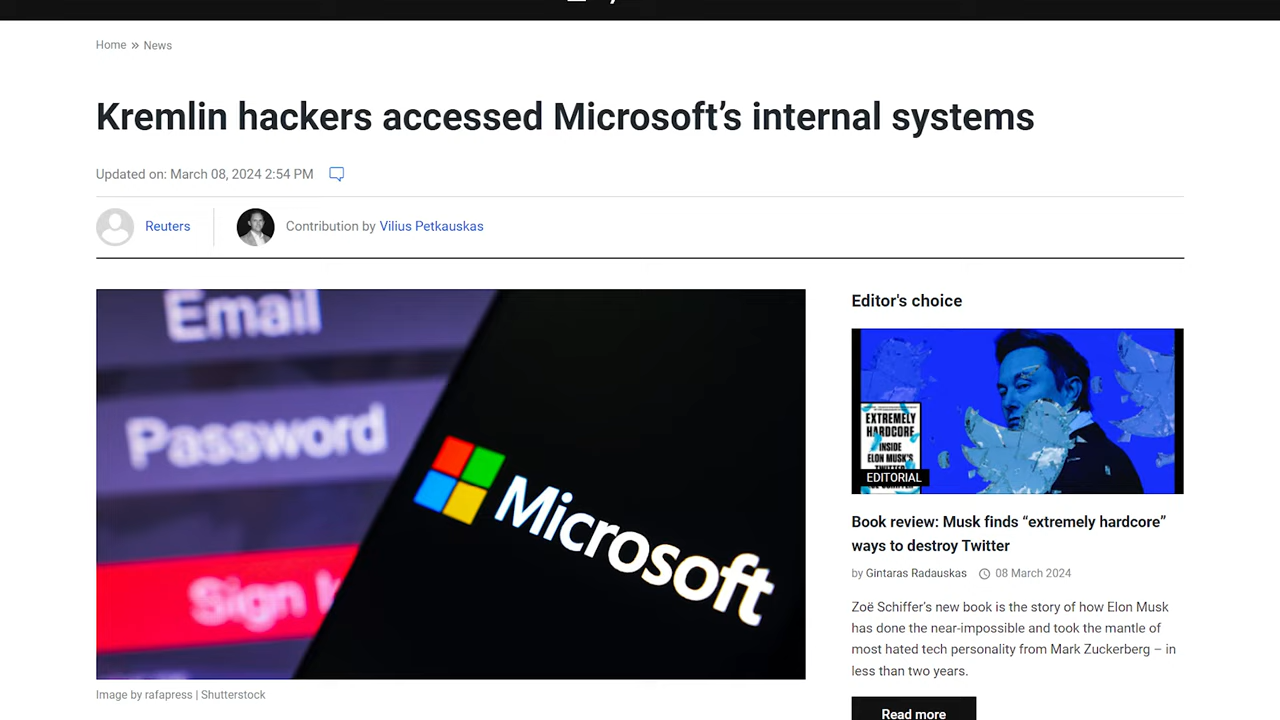 Home » News
Kremlin hackers accessed Microsoft’s internal systems
Updated on: March 08, 2024 2:54 PM
Reuters
Contribution by Vilius Petkauskas
Email
Password
Sign
Microsoft
Image by rafapress | Shutterstock
Editor's choice
EXTREMELY
HARDCORE
INSIDE
ELON MUSK'S
EDITORIAL
Book review: Musk finds “extremely hardcore”
ways to destroy Twitter
by Gintaras Radauskas 08 March 2024
Zoë Schiffer’s new book is the story of how Elon Musk
has done the near-impossible and took the mantle of
most hated tech personality from Mark Zuckerberg – in
less than two years.
Read more